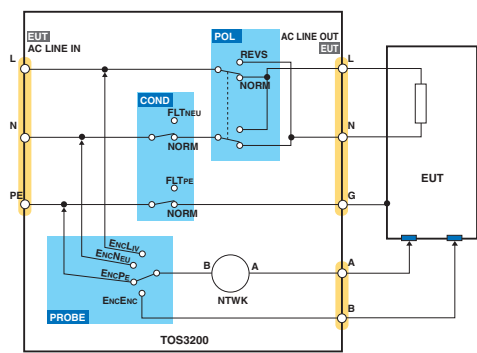 EUT
AC LINE IN
POL
AC LINE OUT
EUT
L
REVS
NORM
L
COND
FLTNEU
N
NORM
N
EUT
FLTPE
PE
NORM
G
ENCLIV
ENCNEU
ENCPE
B
A
A
NTWK
ENCENC
B
PROBE
TOS3200